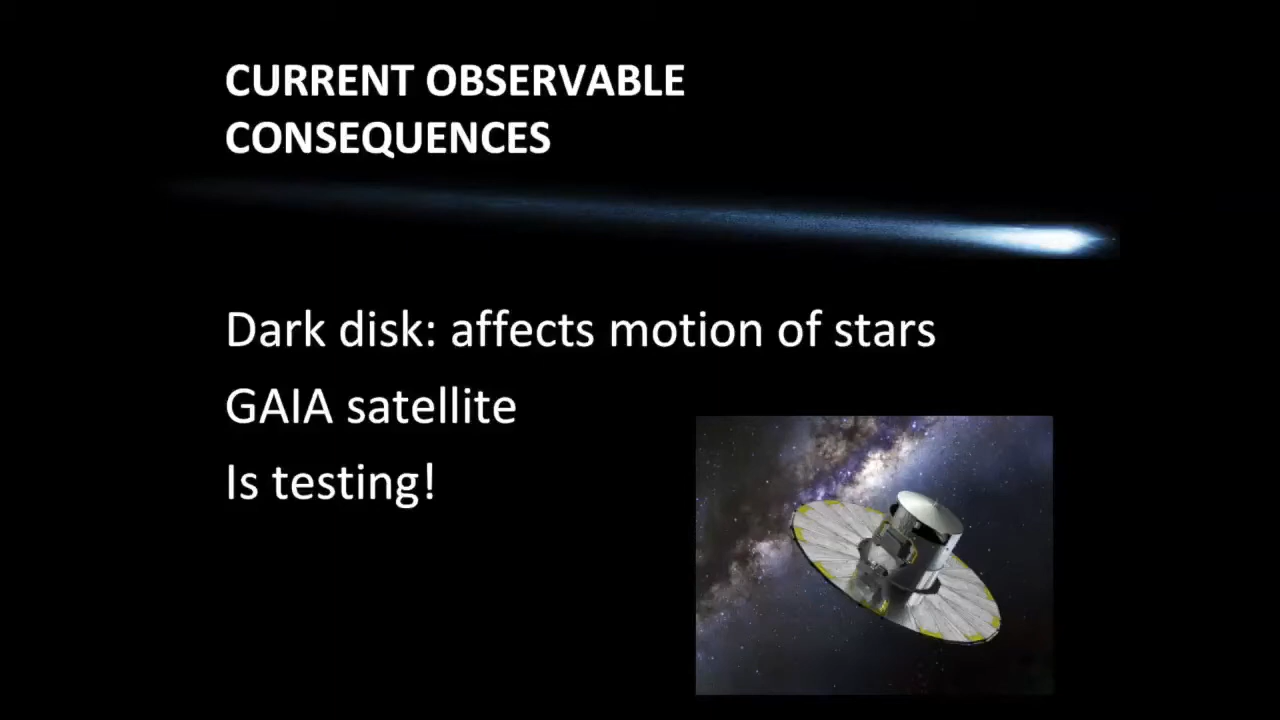 CURRENT OBSERVABLE
CONSEQUENCES
Dark disk: affects motion of stars
GAIA satellite
Is testing!